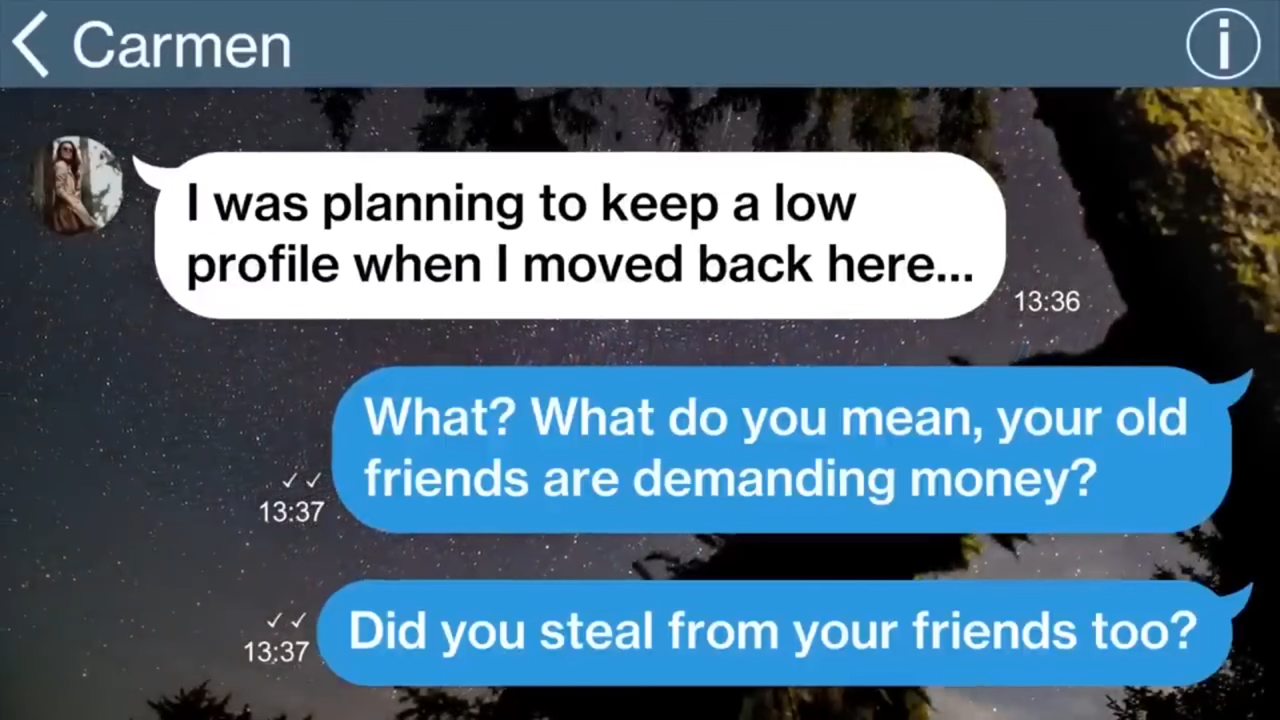 Carmen
I was planning to keep a low
profile when I moved back here...
13:36
What? What do you mean, your old
friends are demanding money?
13:37
Did you steal from your friends too?
13:37